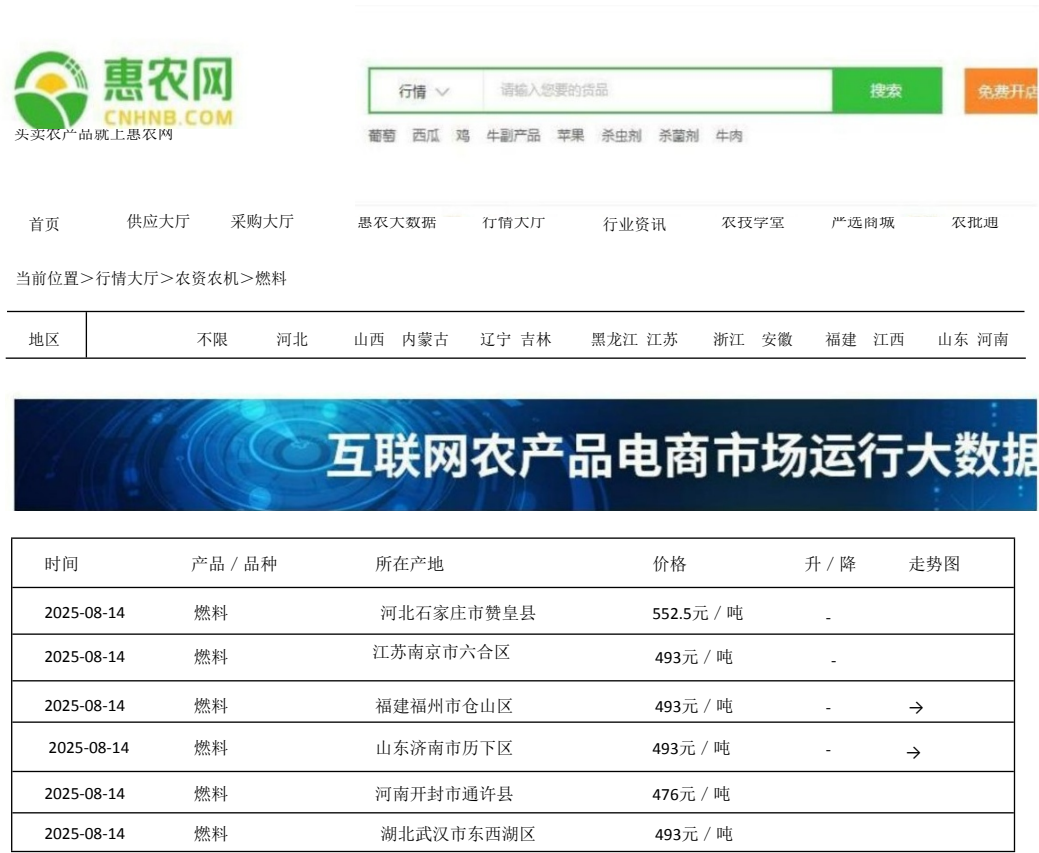 惠农网
CNHNB.COM
买卖农产品就上惠农网
行情 请输入您要的货品 搜索 免费开店
葡萄 西瓜 鸡 牛副产品 苹果 杀虫剂 杀菌剂 牛肉
首页 供应大厅 采购大厅 惠农大数据 行情大厅 行业资讯 农技学堂 严选商城 农批通
当前位置＞行情大厅＞农资农机＞燃料
地区 不限 河北 山西 内蒙古 辽宁 吉林 黑龙江 江苏 浙江 安徽 福建 江西 山东 河南
互联网农产品电商市场运行大数据
时间 产品／品种 所在产地 价格 升／降 走势图
2025-08-14 燃料 河北石家庄市赞皇县 552.5元／吨 -
2025-08-14 燃料 江苏南京市六合区 493元／吨 -
2025-08-14 燃料 福建福州市仓山区 493元／吨 - →
2025-08-14 燃料 山东济南市历下区 493元／吨 - →
2025-08-14 燃料 河南开封市通许县 476元／吨
2025-08-14 燃料 湖北武汉市东西湖区 493元／吨